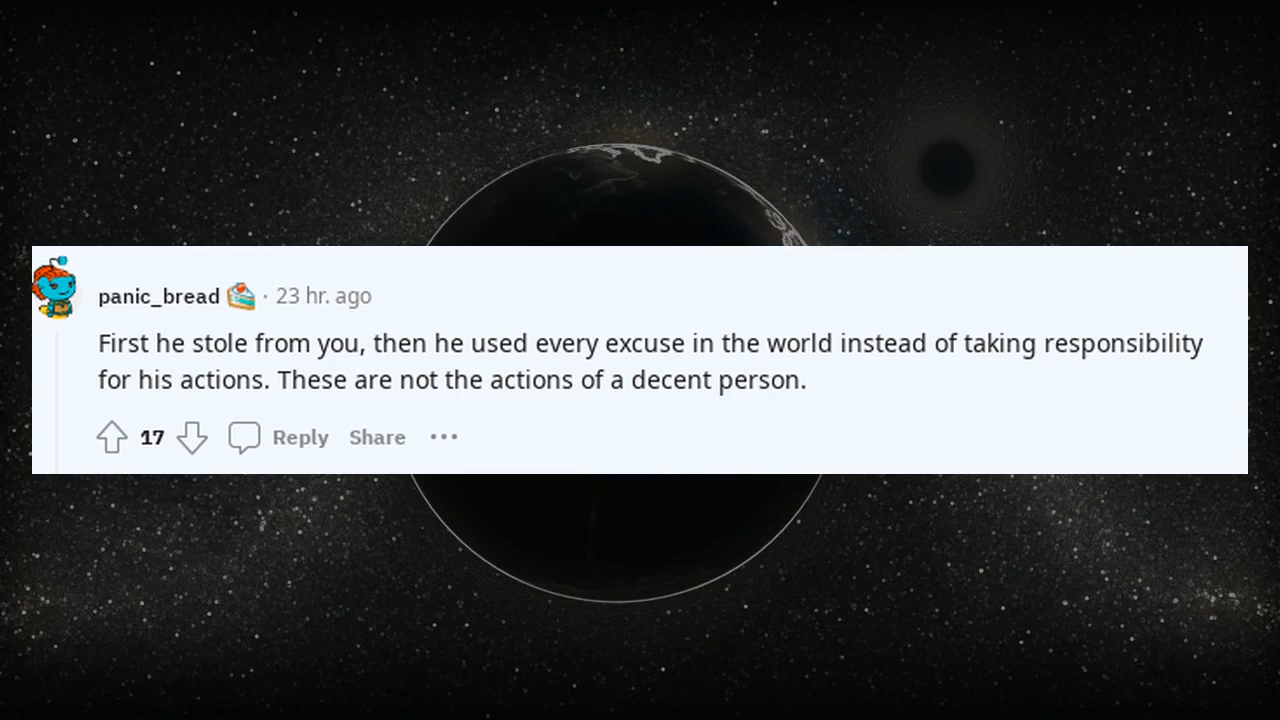 panic_bread 🍰 · 23 hr. ago
First he stole from you, then he used every excuse in the world instead of taking responsibility
for his actions. These are not the actions of a decent person.
17 Reply Share ···